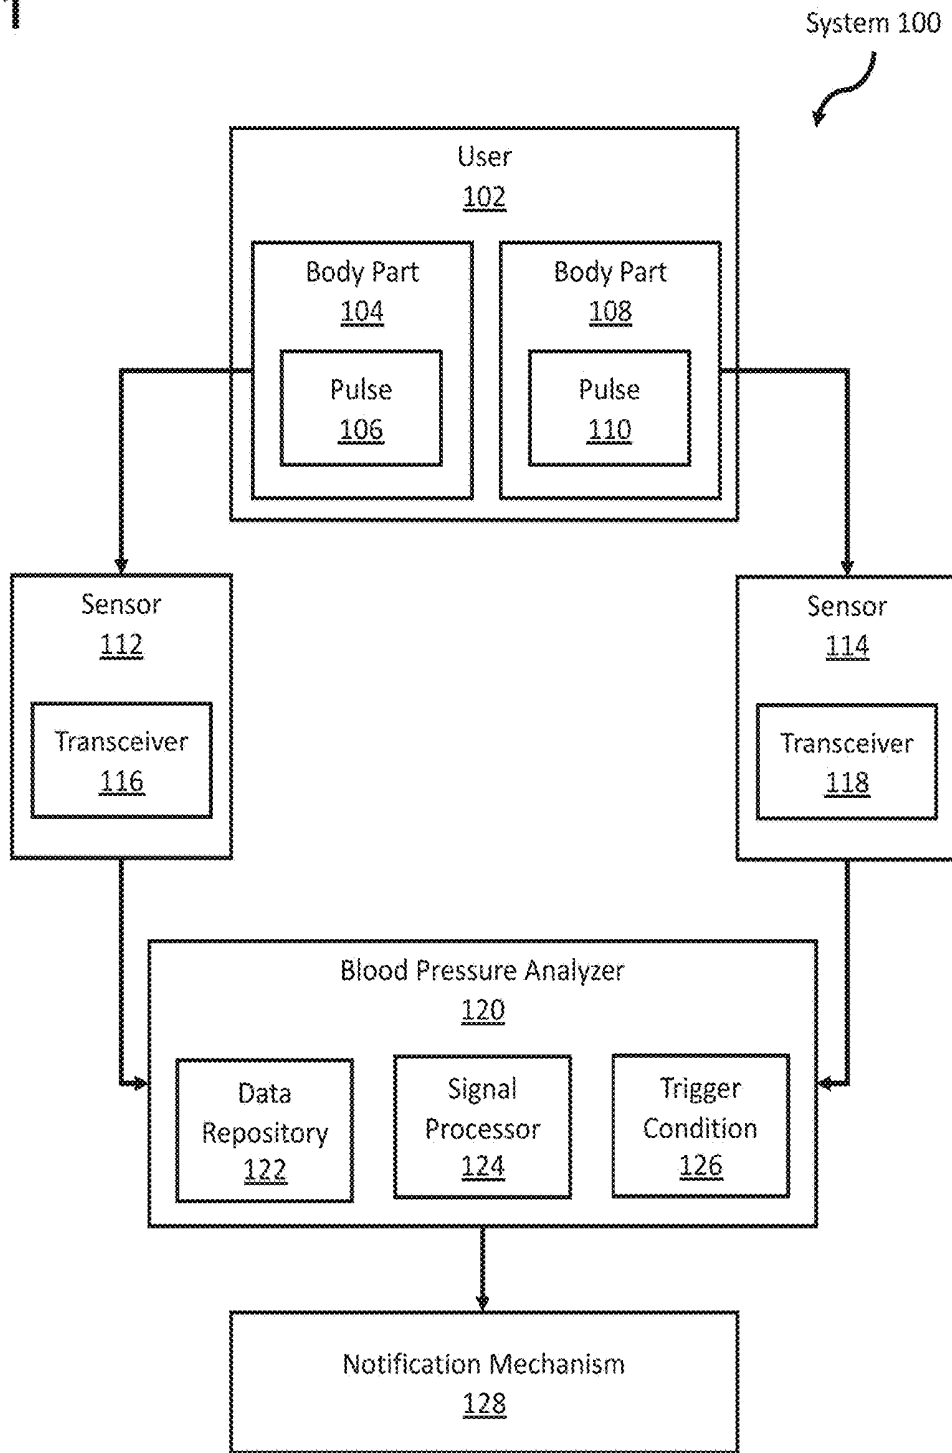 System 100
User
102
Body Part
104
Body Part
108
Pulse
106
Pulse
110
Sensor
112
Sensor
114
Transceiver
116
Transceiver
118
Blood Pressure Analyzer
120
Data
Repository
122
Signal
Processor
124
Trigger
Condition
126
Notification Mechanism
128